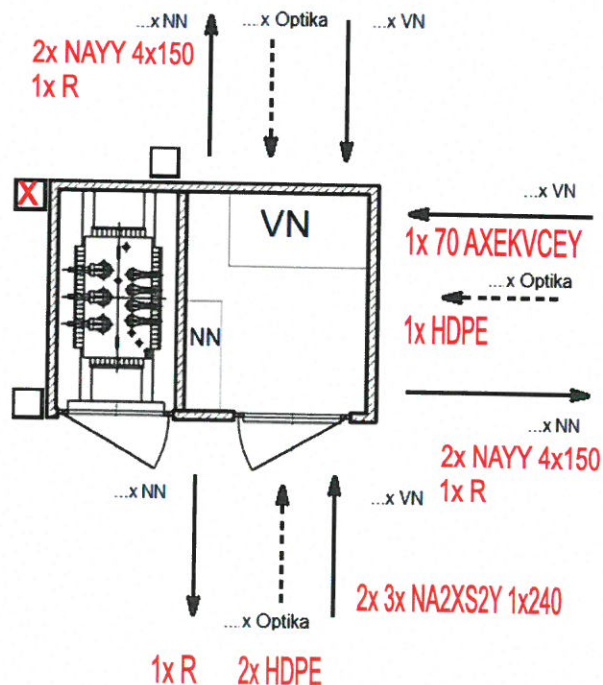 ...x NN
...x Optika
...x VN
2x NAYY 4x150
1x R
X
VN
...x VN
1x 70 AXEKVCEY
...x Optika
1x HDPE
NN
...x NN
2x NAYY 4x150
1x R
...x NN
...x VN
2x 3x NA2XS2Y 1x240
...x Optika
1x R
2x HDPE